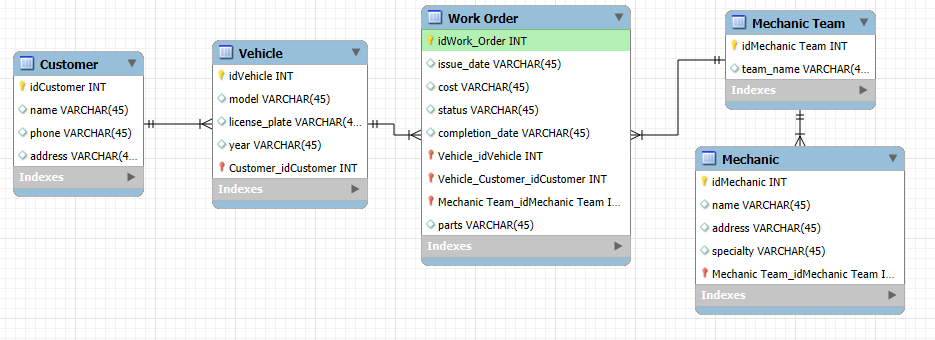 Customer
idCustomer INT
name VARCHAR(45)
phone VARCHAR(45)
address VARCHAR(4...
Indexes
Vehicle
idVehicle INT
model VARCHAR(45)
license_plate VARCHAR(4...
year VARCHAR(45)
Customer_idCustomer INT
Indexes
Work Order
idWork_Order INT
issue_date VARCHAR(45)
cost VARCHAR(45)
status VARCHAR(45)
completion_date VARCHAR(45)
Vehicle_idVehicle INT
Vehicle_Customer_idCustomer INT
Mechanic Team_idMechanic Team I...
parts VARCHAR(45)
Indexes
Mechanic Team
idMechanic Team INT
team_name VARCHAR(4...
Indexes
Mechanic
idMechanic INT
name VARCHAR(45)
address VARCHAR(45)
specialty VARCHAR(45)
Mechanic Team_idMechanic Team I...
Indexes